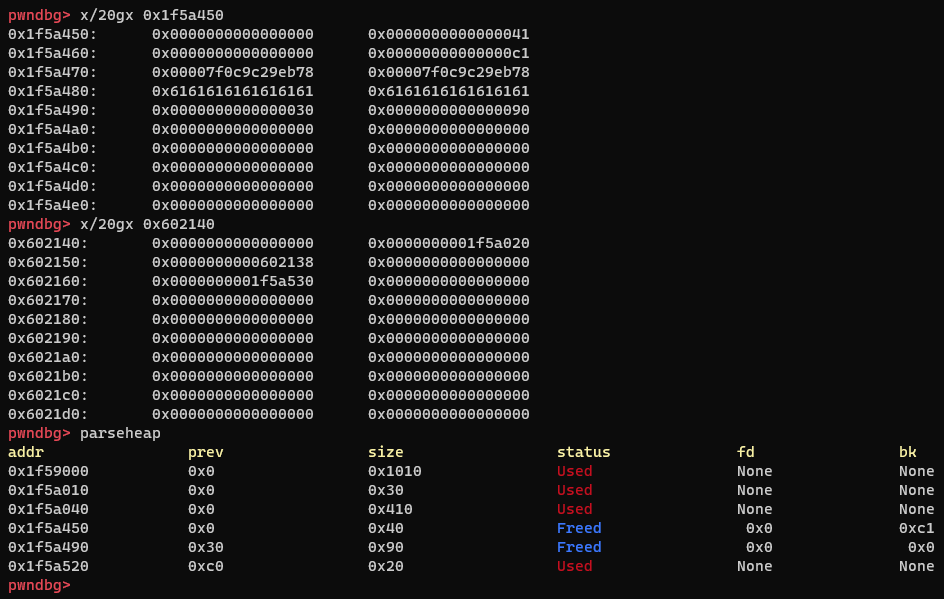 pwndbg> x/20gx 0x1f5a450
0x1f5a450: 0x0000000000000000 0x0000000000000041
0x1f5a460: 0x0000000000000000 0x00000000000000c1
0x1f5a470: 0x00007f0c9c29eb78 0x00007f0c9c29eb78
0x1f5a480: 0x6161616161616161 0x6161616161616161
0x1f5a490: 0x0000000000000030 0x0000000000000090
0x1f5a4a0: 0x0000000000000000 0x0000000000000000
0x1f5a4b0: 0x0000000000000000 0x0000000000000000
0x1f5a4c0: 0x0000000000000000 0x0000000000000000
0x1f5a4d0: 0x0000000000000000 0x0000000000000000
0x1f5a4e0: 0x0000000000000000 0x0000000000000000
pwndbg> x/20gx 0x602140
0x602140: 0x0000000000000000 0x0000000001f5a020
0x602150: 0x0000000000602138 0x0000000000000000
0x602160: 0x0000000001f5a530 0x0000000000000000
0x602170: 0x0000000000000000 0x0000000000000000
0x602180: 0x0000000000000000 0x0000000000000000
0x602190: 0x0000000000000000 0x0000000000000000
0x6021a0: 0x0000000000000000 0x0000000000000000
0x6021b0: 0x0000000000000000 0x0000000000000000
0x6021c0: 0x0000000000000000 0x0000000000000000
0x6021d0: 0x0000000000000000 0x0000000000000000
pwndbg> parseheap
addr prev size status fd bk
0x1f59000 0x0 0x1010 Used None None
0x1f5a010 0x0 0x30 Used None None
0x1f5a040 0x0 0x410 Used None None
0x1f5a450 0x0 0x40 Freed 0x0 0xc1
0x1f5a490 0x30 0x90 Freed 0x0 0x0
0x1f5a520 0xc0 0x20 Used None None
pwndbg>